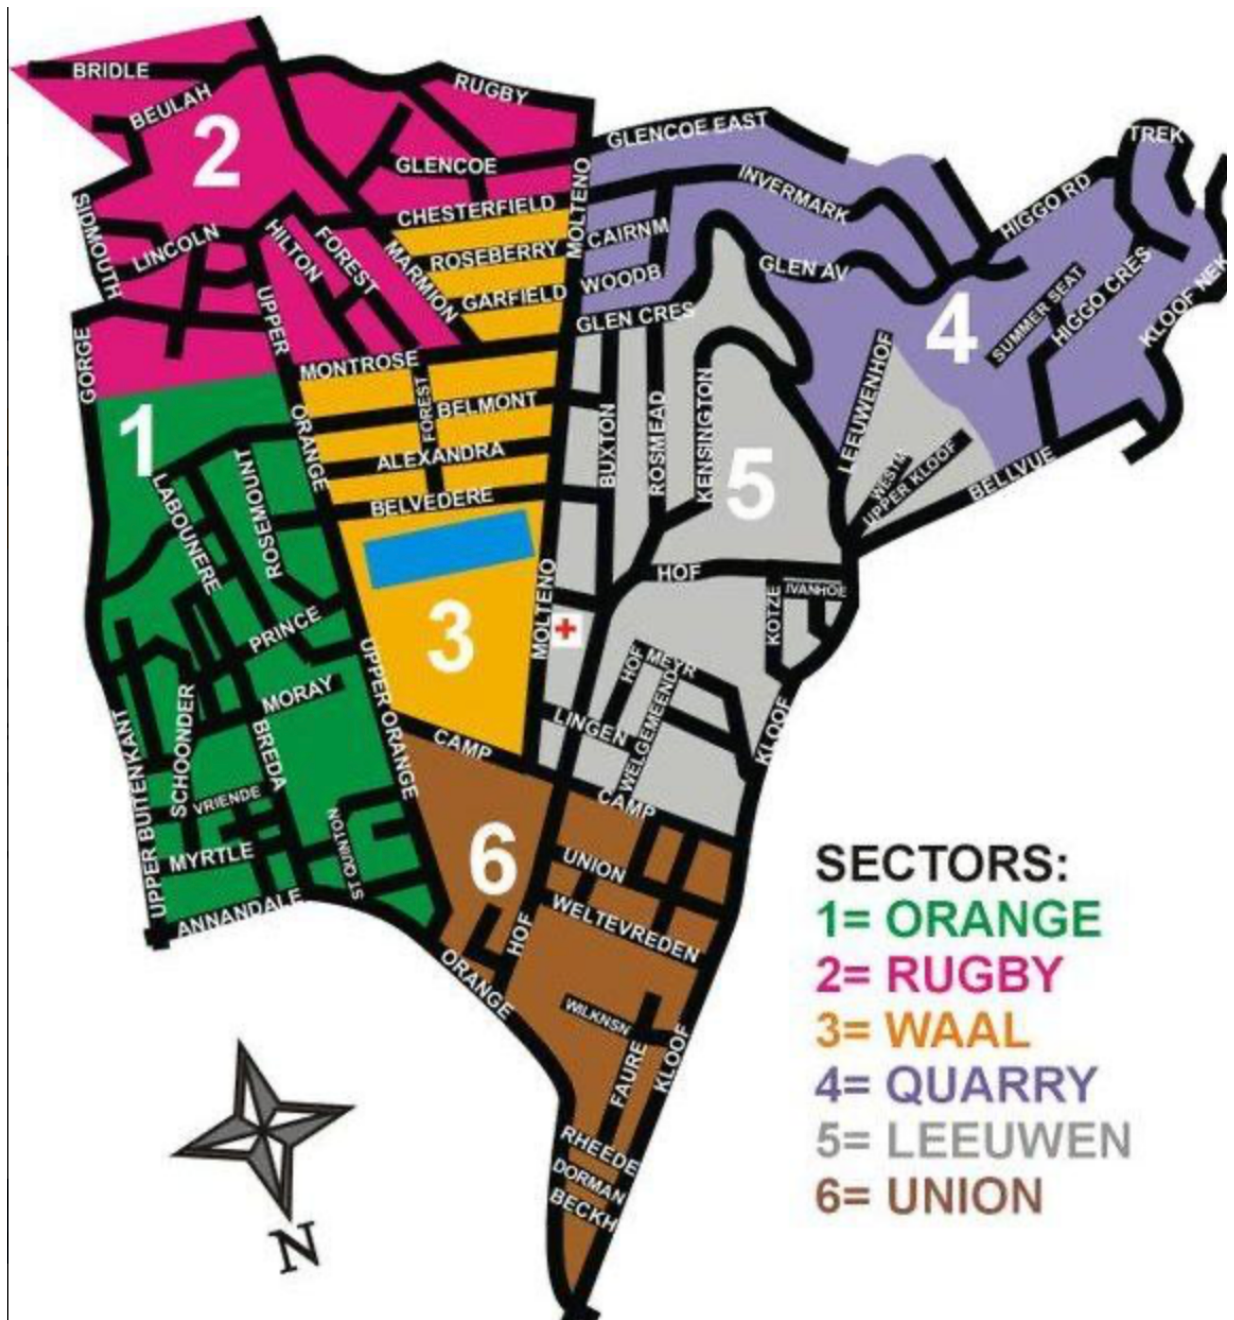 BRIDLE
RUGBY
BEULAH
2
GLENCOE EAST
TREK
GLENCOE
MOLTENO
INVERMARK
HIGGO RD
SIDMOUTH
CHESTERFIELD
LINCOLN
HILTON
FOREST
MARMION
ROSEBERRY
CAIRNM
GLEN AV
HIGGO CRES
KLOOF NEK
UPPER
GARFIELD
WOODB
SUMMER SEAT
4
GORGE
GLEN CRES
MONTROSE
1
ORANGE
FOREST
BELMONT
BUXTON
ROSMEAD
KENSINGTON
LEEUWENHOF
ALEXANDRA
5
WESTM
UPPER KLOOF
BELLVUE
LABOUNERE
ROSEMOUNT
BELVEDERE
HOF
IVANHOE
KOTZE
PRINCE
3
MOLTENO
HOF
MEYR
MORAY
UPPER ORANGE
WELGEMEEND
LINGEN
KLOOF
UPPER BUITENKANT
SCHOONDER
BREDA
CAMP
CAMP
VRIENDE
ST QUINTON
MYRTLE
6
UNION
ANNANDALE
WELTEVREDEN
HOF
ORANGE
WILKNSN
FAURE
KLOOF
RHEEDE
DORMAN
BECKH
N
SECTORS:
1= ORANGE
2= RUGBY
3= WAAL
4= QUARRY
5= LEEUWEN
6= UNION